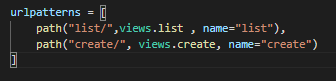 urlpatterns = [
    path("list/",views.list , name="list"),
    path("create/", views.create, name="create")
]